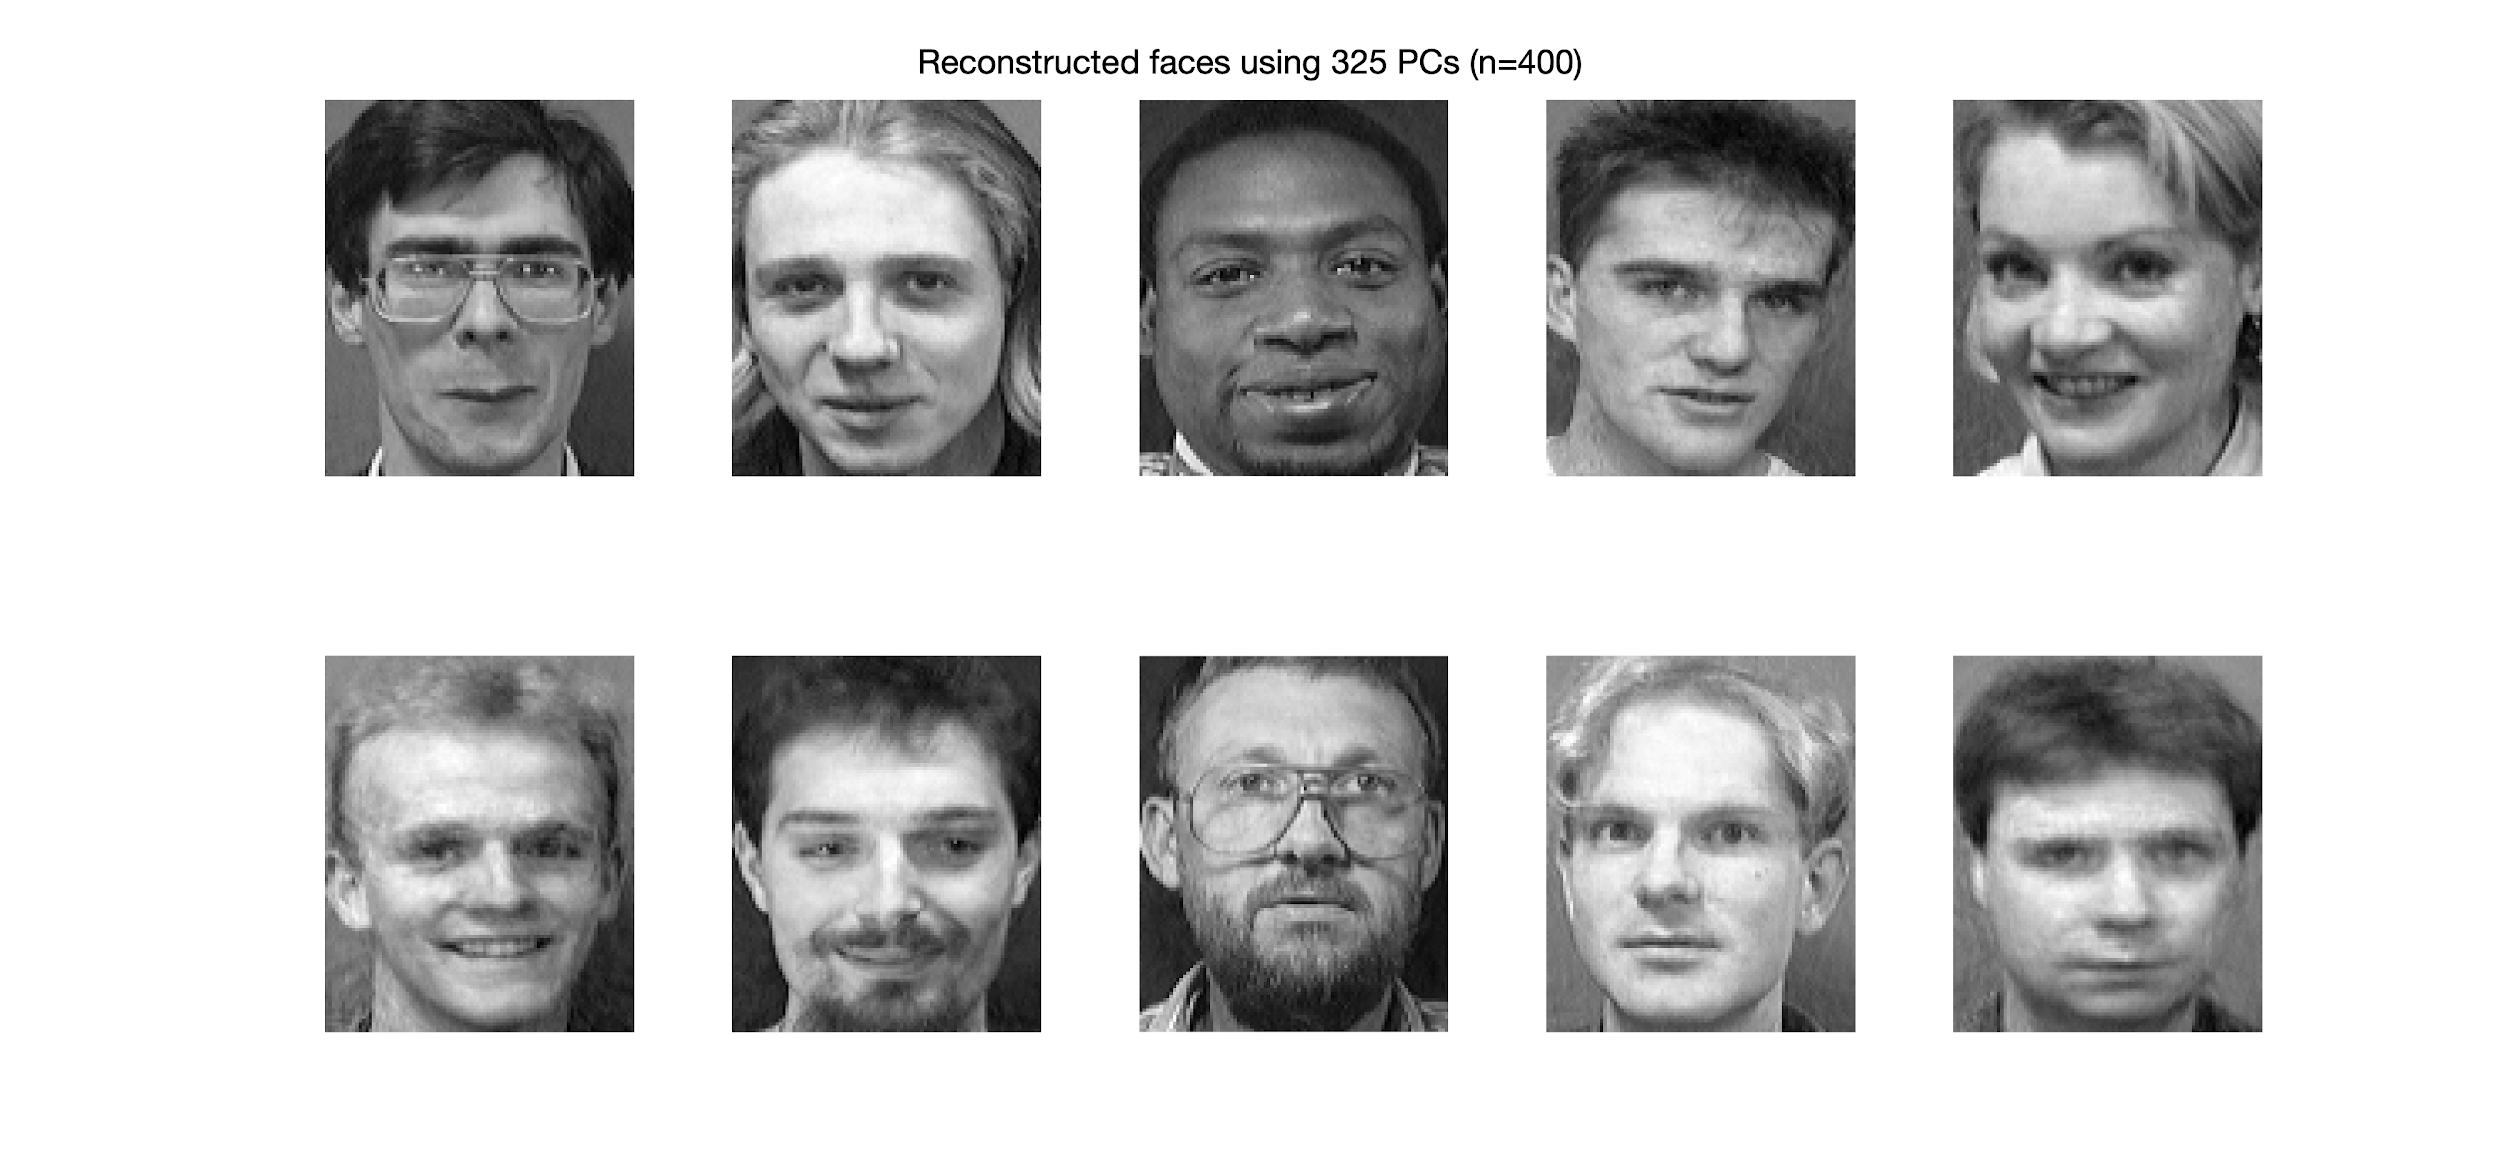 Reconstructed faces using 325 PCs (n=400)